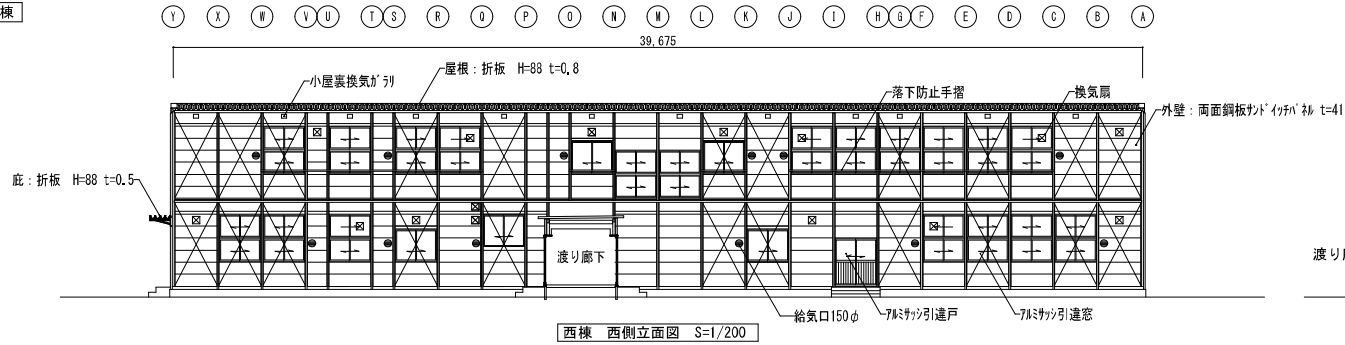 棟
Y X W V U T S R Q P O N M L K J I H G F E D C B A
39,675
小屋裏換気ガラリ
屋根：折板 H=88 t=0.8
落下防止手摺
換気扇
外壁：両面鋼板サンドイッチパネル t=41
庇：折板 H=88 t=0.5
渡り廊下
渡り
給気口150φ
アルミサッシ引違戸
アルミサッシ引違窓
西棟 西側立面図 S=1/200